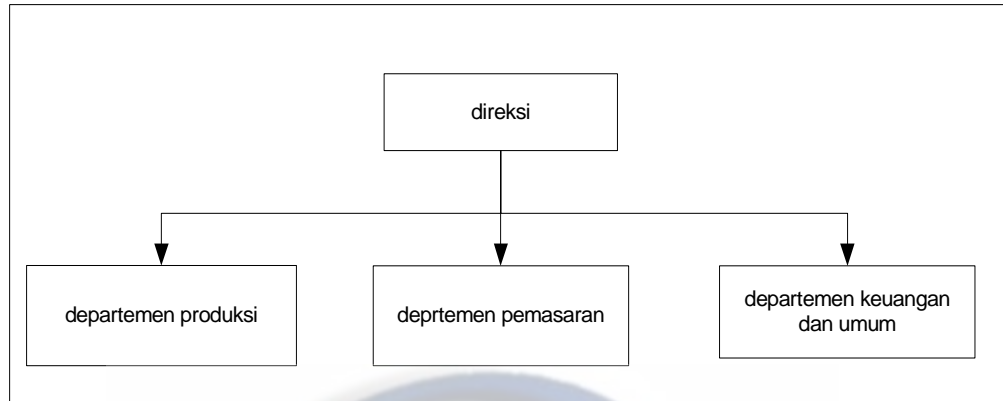 direksi
departemen produksi
deprtemen pemasaran
departemen keuangan
dan umum